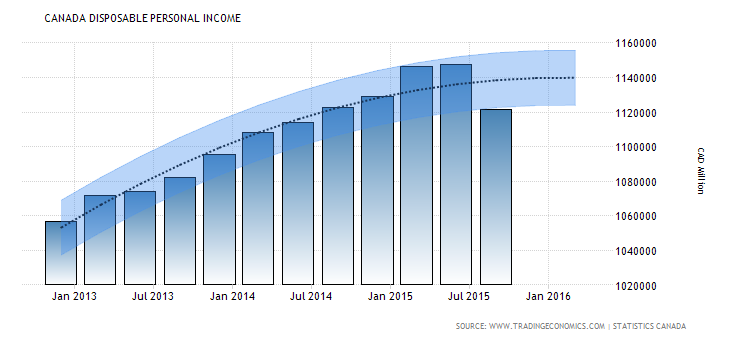 CANADA DISPOSABLE PERSONAL INCOME
1160000
1140000
1120000
1100000
1080000
1060000
1040000
1020000
CAD Million
Jan 2013 Jul 2013 Jan 2014 Jul 2014 Jan 2015 Jul 2015 Jan 2016
SOURCE: WWW.TRADINGECONOMICS.COM | STATISTICS CANADA